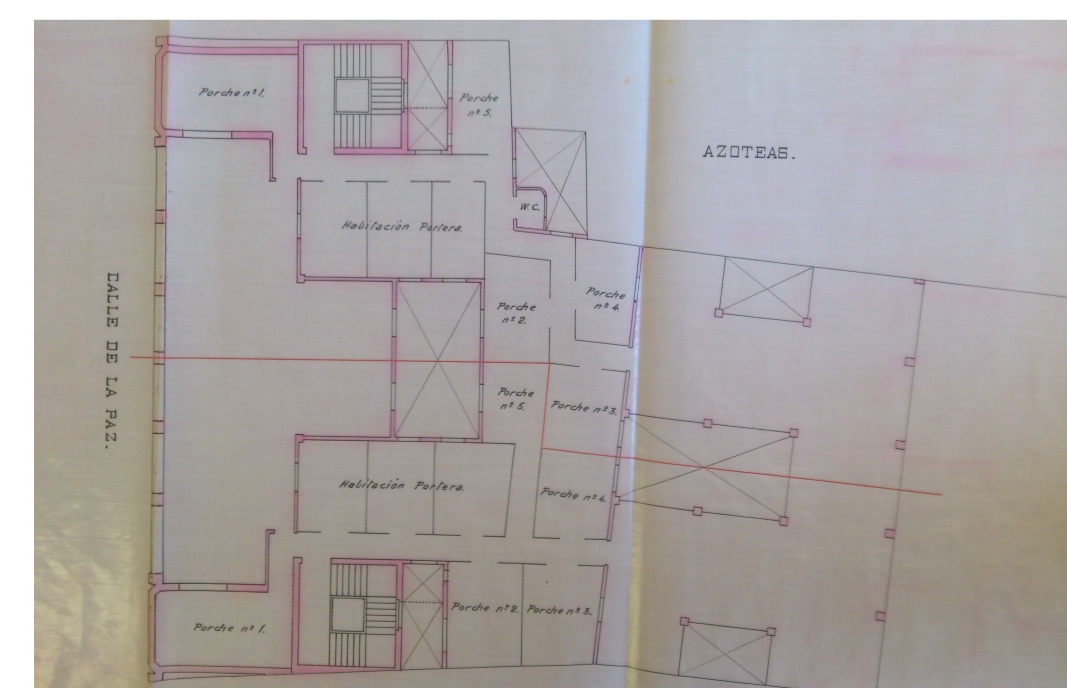 Porche nº 1.
Porche
nº 5.
AZOTEAS.
W.C.
Habitación Portera.
Porche
nº 4.
Porche
nº 2.
CALLE DE LA PAZ.
Porche
nº 5.
Porche nº 3.
Habitación Portera.
Porche nº 4.
Porche nº 2.
Porche nº 3.
Porche nº 1.